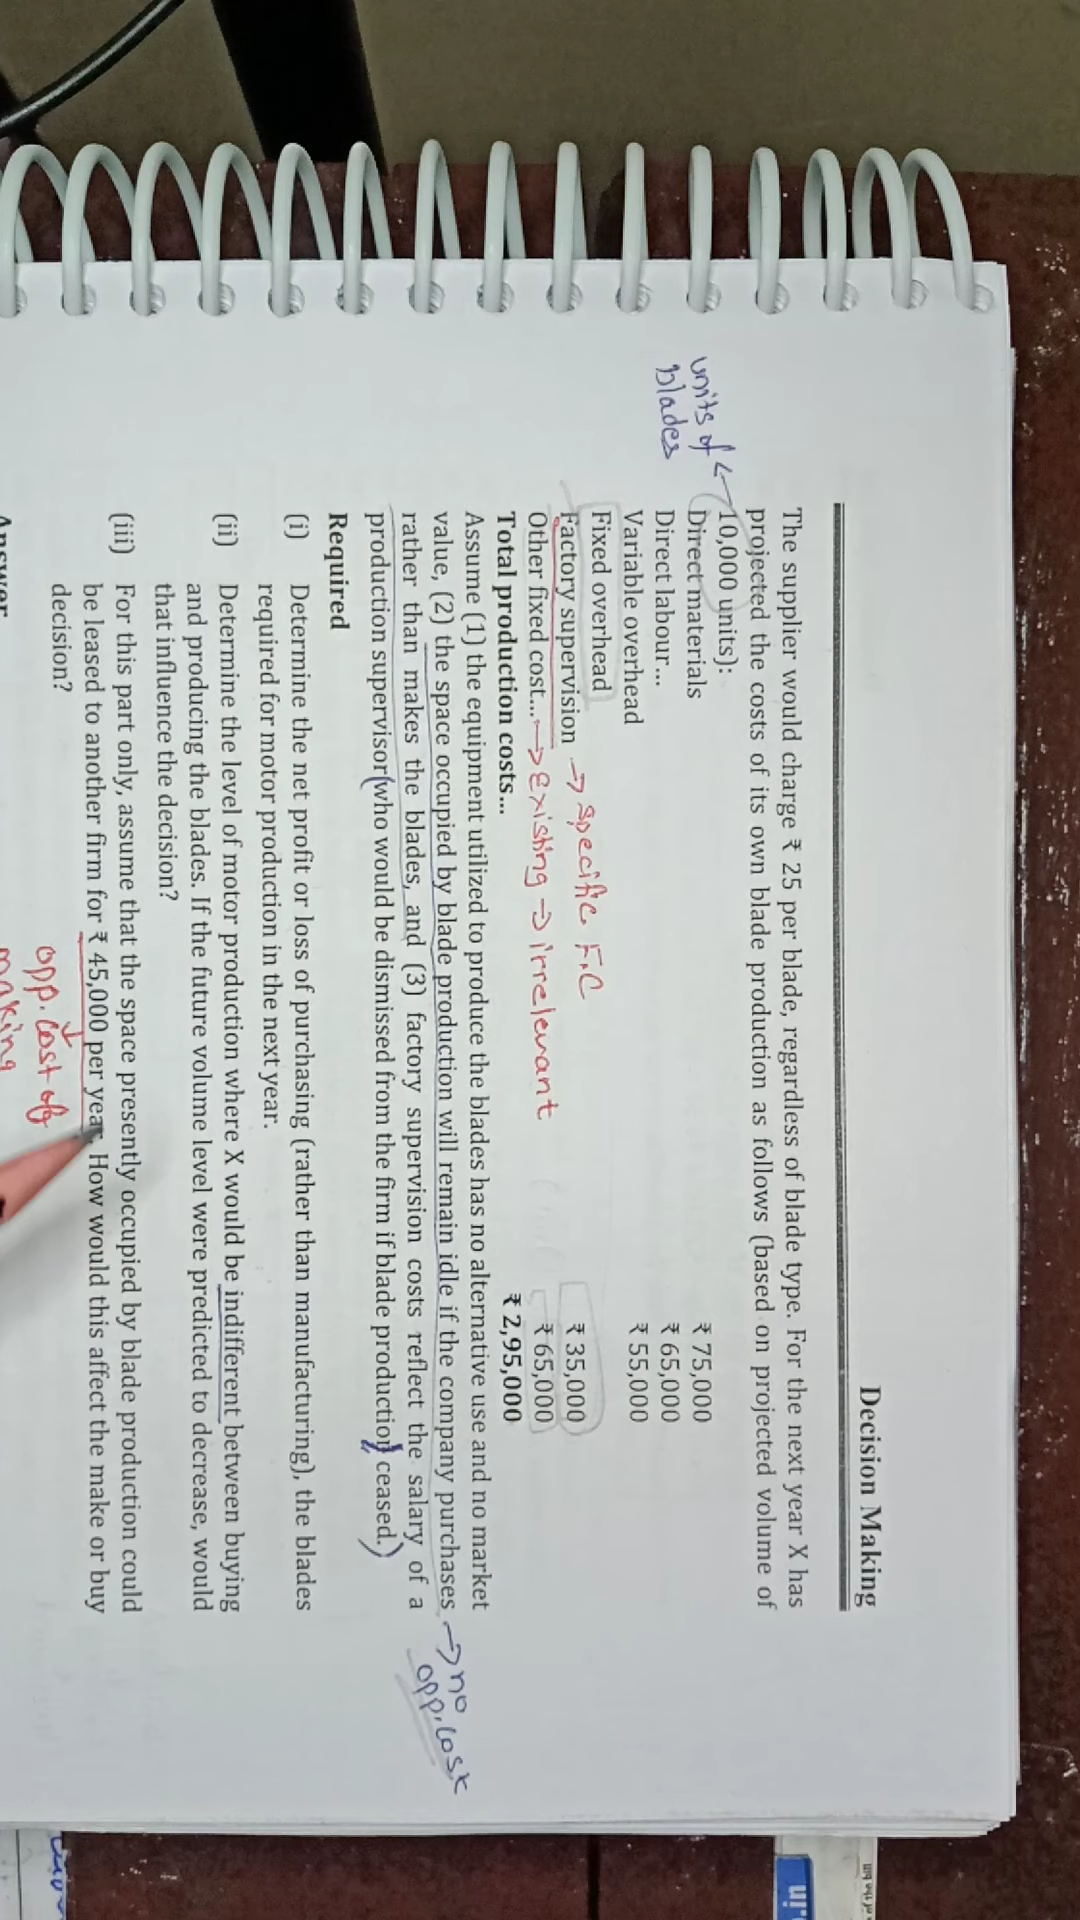 Decision Making
The supplier would charge ₹ 25 per blade, regardless of blade type. For the next year X has
projected the costs of its own blade production as follows (based on projected volume of
10,000 units):
units of
blades
Direct materials ₹ 75,000
Direct labour... ₹ 65,000
Variable overhead ₹ 55,000
Fixed overhead
Factory supervision → specific F.C ₹ 35,000
Other fixed cost... → Existing → irrelevant ₹ 65,000
Total production costs... ₹ 2,95,000
Assume (1) the equipment utilized to produce the blades has no alternative use and no market
value, (2) the space occupied by blade production will remain idle if the company purchases → no
opp. cost
rather than makes the blades, and (3) factory supervision costs reflect the salary of a
production supervisor (who would be dismissed from the firm if blade production ceased.)
Required
(i) Determine the net profit or loss of purchasing (rather than manufacturing), the blades
required for motor production in the next year.
(ii) Determine the level of motor production where X would be indifferent between buying
and producing the blades. If the future volume level were predicted to decrease, would
that influence the decision?
(iii) For this part only, assume that the space presently occupied by blade production could
be leased to another firm for ₹ 45,000 per year. How would this affect the make or buy
decision?
opp. cost of
making
Answer